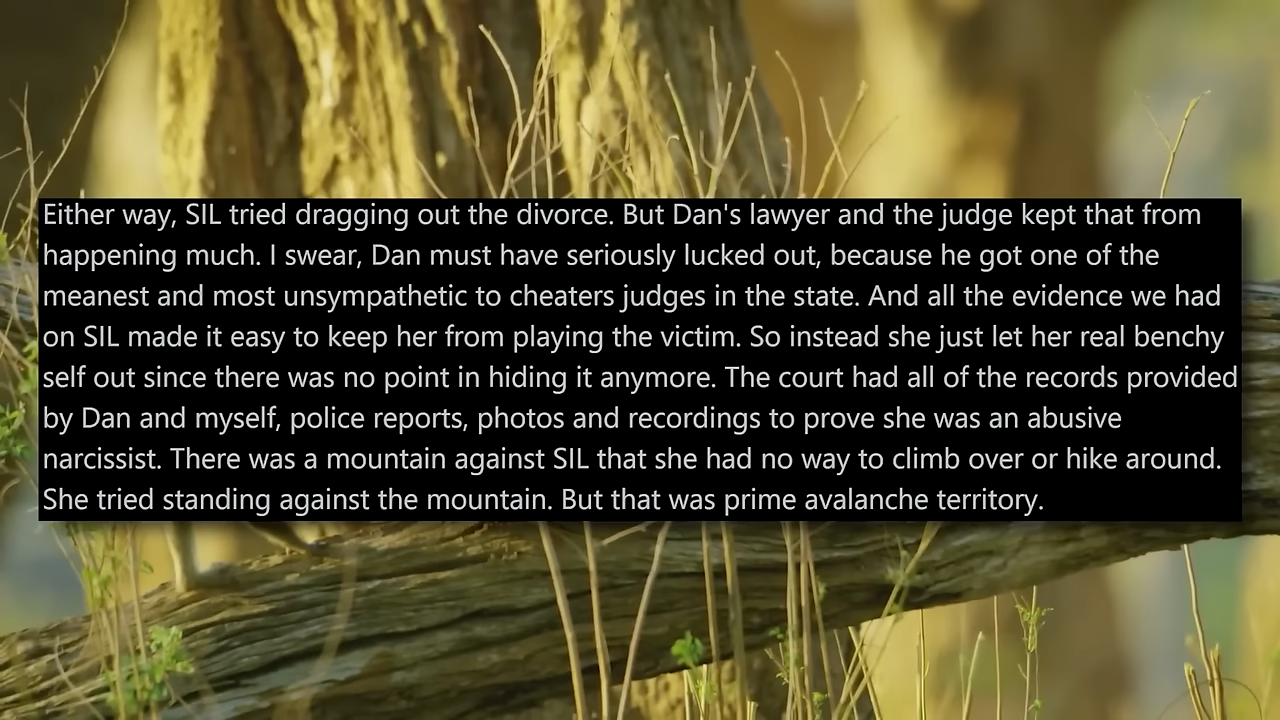 Either way, SIL tried dragging out the divorce. But Dan's lawyer and the judge kept that from
happening much. I swear, Dan must have seriously lucked out, because he got one of the
meanest and most unsympathetic to cheaters judges in the state. And all the evidence we had
on SIL made it easy to keep her from playing the victim. So instead she just let her real benchy
self out since there was no point in hiding it anymore. The court had all of the records provided
by Dan and myself, police reports, photos and recordings to prove she was an abusive
narcissist. There was a mountain against SIL that she had no way to climb over or hike around.
She tried standing against the mountain. But that was prime avalanche territory.